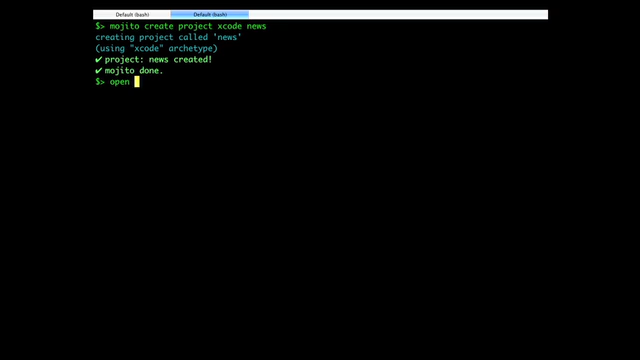 Default (bash) Default (bash)
$> mojito create project xcode news
creating project called 'news'
(using "xcode" archetype)
✔ project: news created!
✔ mojito done.
$> open